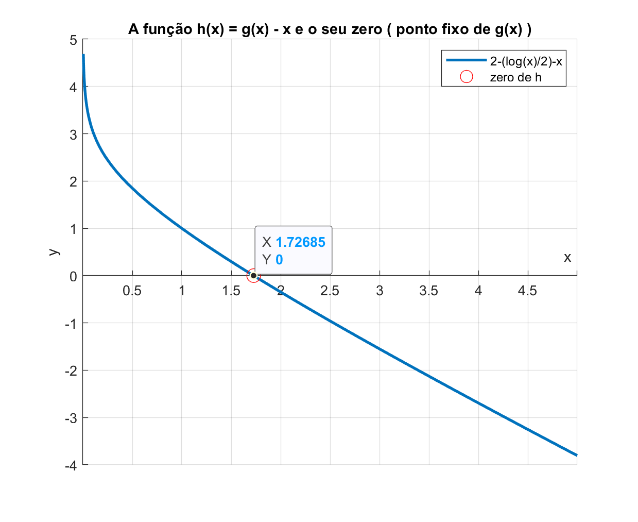 A função h(x) = g(x) - x e o seu zero ( ponto fixo de g(x) )
5
2-(log(x)/2)-x
zero de h
4
3
2
1
X 1.72685
Y 0
y
x
0
0.5
1
1.5
2
2.5
3
3.5
4
4.5
-1
-2
-3
-4